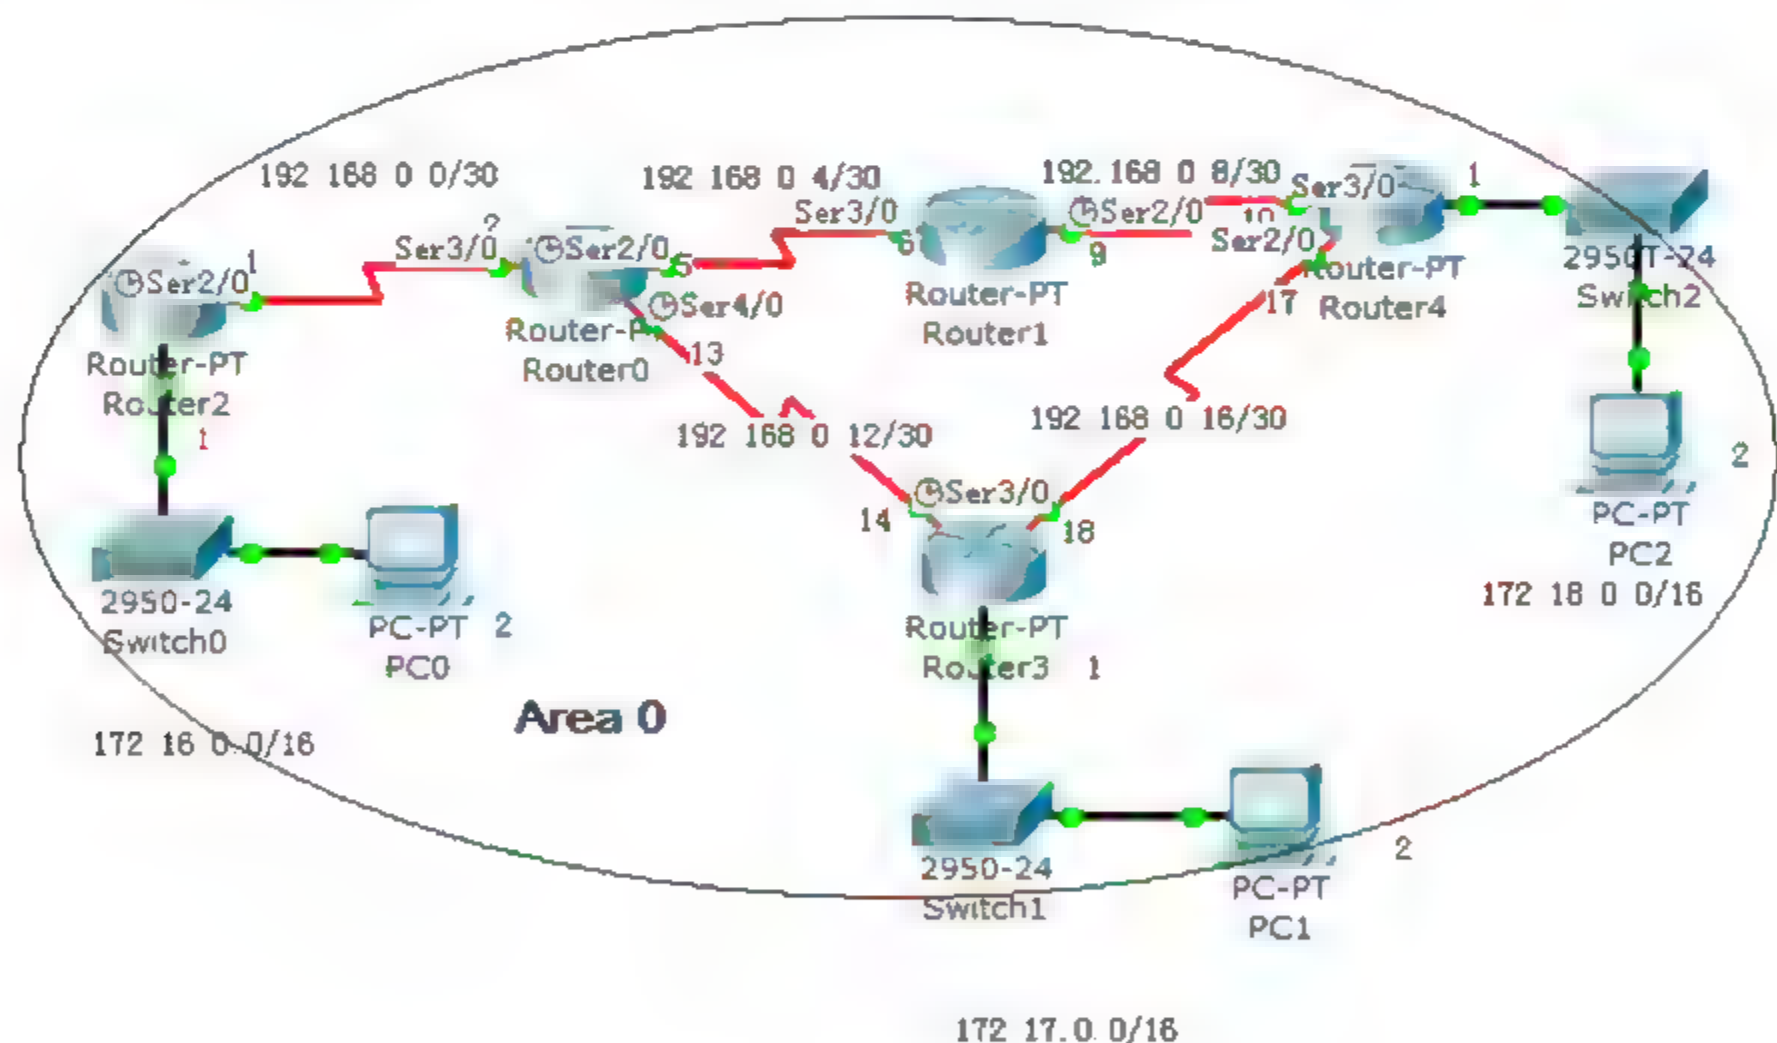 192 168 0 0/30
192 168 0 4/30
192.168 0 8/30
Ser3/0
1
Ser3/0
Ser2/0
2
Ser3/0
Ser2/0
5
6
9
10
Ser2/0
1
Ser2/0
Ser4/0
13
17
Router-PT
Router1
Router-PT
Router4
2950T-24
Switch2
Router-PT
Router0
Router-PT
Router2
1
192 168 0 12/30
192 168 0 16/30
2
Ser3/0
14
18
PC-PT
PC2
172 18 0 0/16
2950-24
Switch0
PC-PT
PC0
2
Router-PT
Router3
1
Area 0
172 16 0.0/16
2950-24
Switch1
PC-PT
PC1
2
172 17.0.0/16